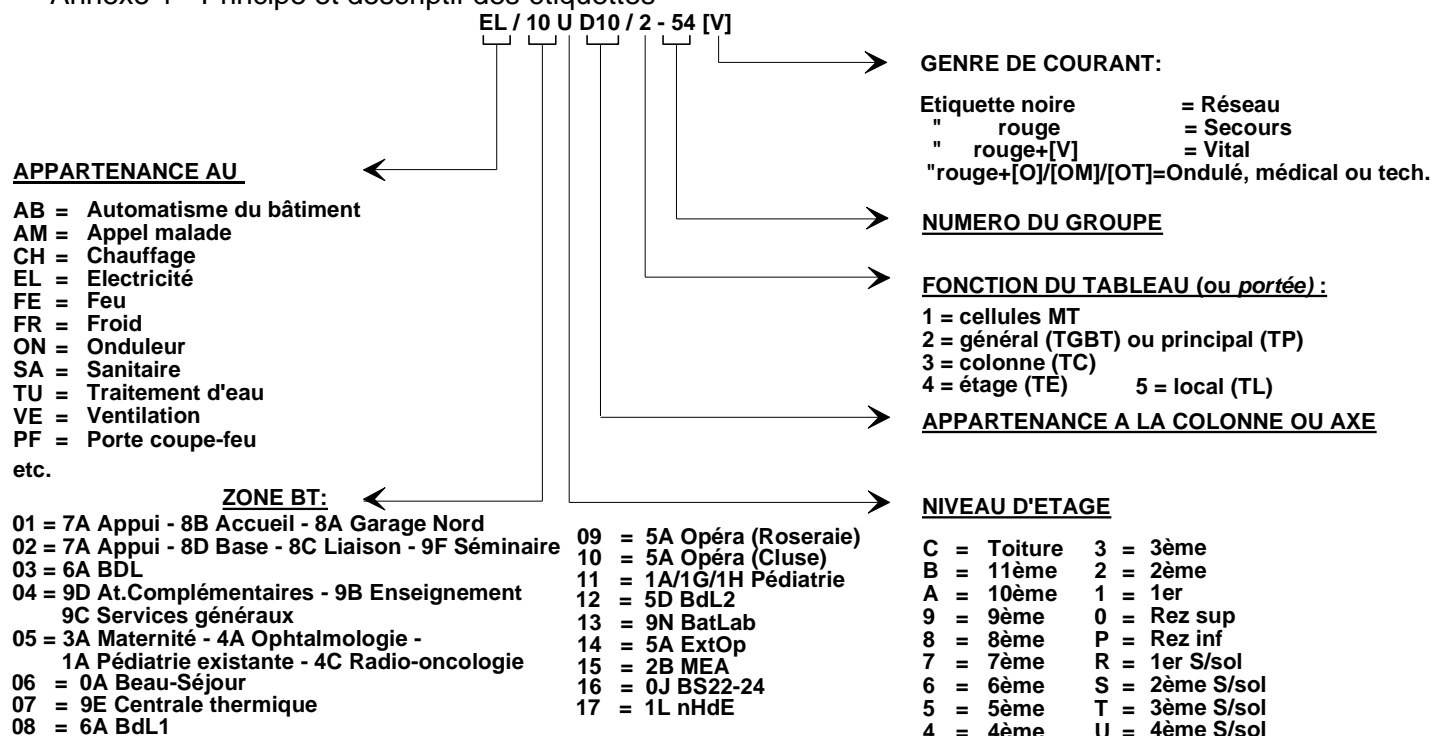 Annexe 1 - Principe et descriptif des étiquettes
EL / 10 U D10 / 2 - 54 [V]
GENRE DE COURANT:
Etiquette noire = Réseau
" rouge = Secours
" rouge+[V] = Vital
"rouge+[O]/[OM]/[OT]=Ondulé, médical ou tech.
NUMERO DU GROUPE
FONCTION DU TABLEAU (ou portée) :
1 = cellules MT
2 = général (TGBT) ou principal (TP)
3 = colonne (TC)
4 = étage (TE) 5 = local (TL)
APPARTENANCE A LA COLONNE OU AXE
APPARTENANCE AU
AB = Automatisme du bâtiment
AM = Appel malade
CH = Chauffage
EL = Electricité
FE = Feu
FR = Froid
ON = Onduleur
SA = Sanitaire
TU = Traitement d'eau
VE = Ventilation
PF = Porte coupe-feu
etc.
ZONE BT:
01 = 7A Appui - 8B Accueil - 8A Garage Nord
02 = 7A Appui - 8D Base - 8C Liaison - 9F Séminaire
03 = 6A BDL
04 = 9D At.Complémentaires - 9B Enseignement
9C Services généraux
05 = 3A Maternité - 4A Ophtalmologie -
1A Pédiatrie existante - 4C Radio-oncologie
06 = 0A Beau-Séjour
07 = 9E Centrale thermique
08 = 6A BdL1
09 = 5A Opéra (Roseraie)
10 = 5A Opéra (Cluse)
11 = 1A/1G/1H Pédiatrie
12 = 5D BdL2
13 = 9N BatLab
14 = 5A ExtOp
15 = 2B MEA
16 = 0J BS22-24
17 = 1L nHdE
NIVEAU D'ETAGE
C = Toiture 3 = 3ème
B = 11ème 2 = 2ème
A = 10ème 1 = 1er
9 = 9ème 0 = Rez sup
8 = 8ème P = Rez inf
7 = 7ème R = 1er S/sol
6 = 6ème S = 2ème S/sol
5 = 5ème T = 3ème S/sol
4 = 4ème U = 4ème S/sol